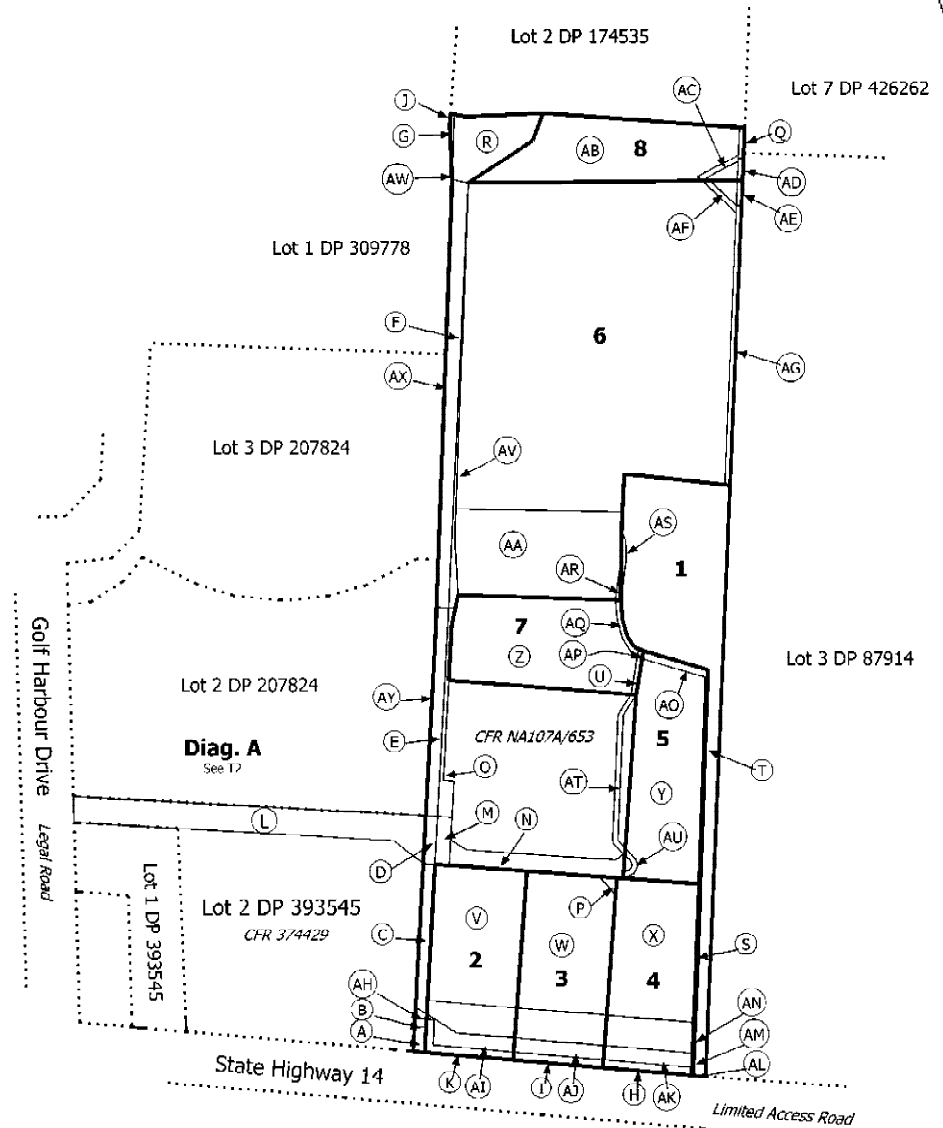 Lot 2 DP 174535
Lot 7 DP 426262
AC
J
Q
G
R
AB
8
AW
AD
AE
AF
Lot 1 DP 309778
F
6
AX
AG
Lot 3 DP 207824
AV
AS
AA
AR
1
7
AQ
Z
AP
U
Lot 3 DP 87914
Golf Harbour Drive
Legal Road
Lot 2 DP 207824
AY
AO
Diag. A
E
CFR NA107A/653
5
O
T
AT
Y
L
M
N
AU
D
Lot 1 DP 393545
Lot 2 DP 393545
CFR 374429
P
C
V
W
X
S
2
3
4
AH
B
A
AN
AM
AL
State Highway 14
K
AI
I
AJ
H
AK
Limited Access Road